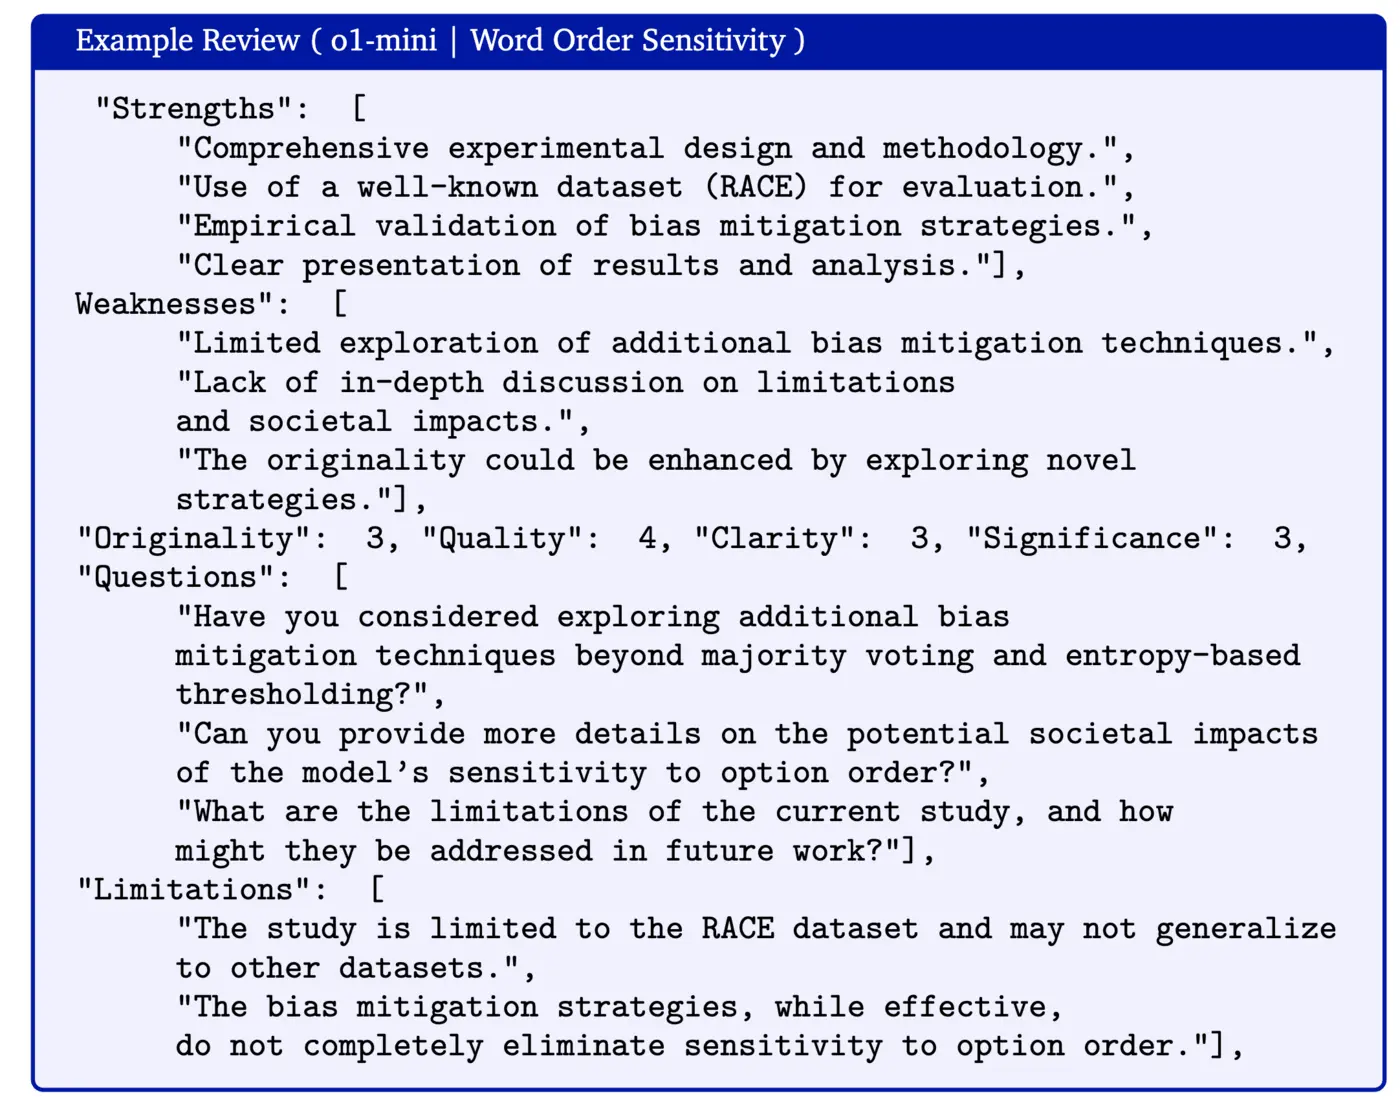 Example Review ( o1-mini | Word Order Sensitivity )
"Strengths": [
"Comprehensive experimental design and methodology.",
"Use of a well-known dataset (RACE) for evaluation.",
"Empirical validation of bias mitigation strategies.",
"Clear presentation of results and analysis."],
Weaknesses": [
"Limited exploration of additional bias mitigation techniques.",
"Lack of in-depth discussion on limitations
and societal impacts.",
"The originality could be enhanced by exploring novel
strategies."],
"Originality": 3, "Quality": 4, "Clarity": 3, "Significance": 3,
"Questions": [
"Have you considered exploring additional bias
mitigation techniques beyond majority voting and entropy-based
thresholding?",
"Can you provide more details on the potential societal impacts
of the model’s sensitivity to option order?",
"What are the limitations of the current study, and how
might they be addressed in future work?"],
"Limitations": [
"The study is limited to the RACE dataset and may not generalize
to other datasets.",
"The bias mitigation strategies, while effective,
do not completely eliminate sensitivity to option order."],